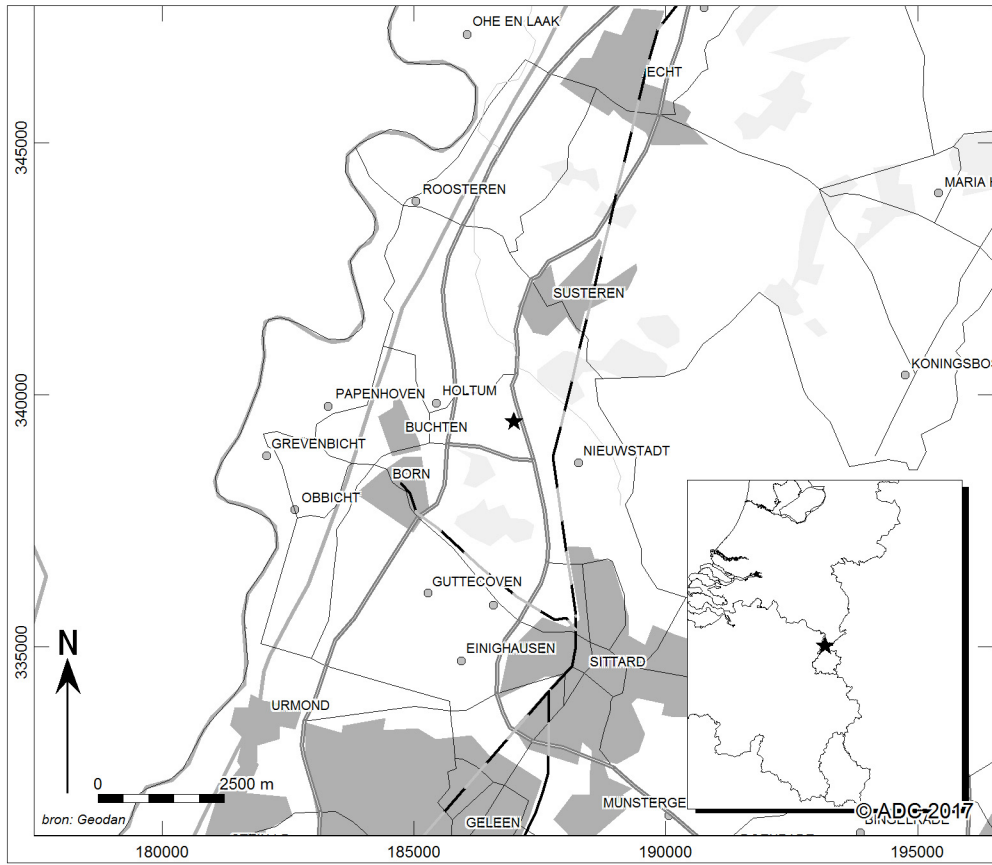 OHE EN LAAK
ECHT
345000
ROOSTEREN
MARIA H
SUSTEREN
KONINGSBOS
340000
PAPENHOVEN
HOLTUM
BUCHTEN
GREVENBICHT
NIEUWSTADT
BORN
OBBICHT
GUTTECOVEN
335000
N
EINIGHAUSEN
SITTARD
URMOND
0
2500 m
MUNSTERGE
© ADC 2017
bron: Geodan
GELEEN
BINGELRADE
180000
185000
190000
195000